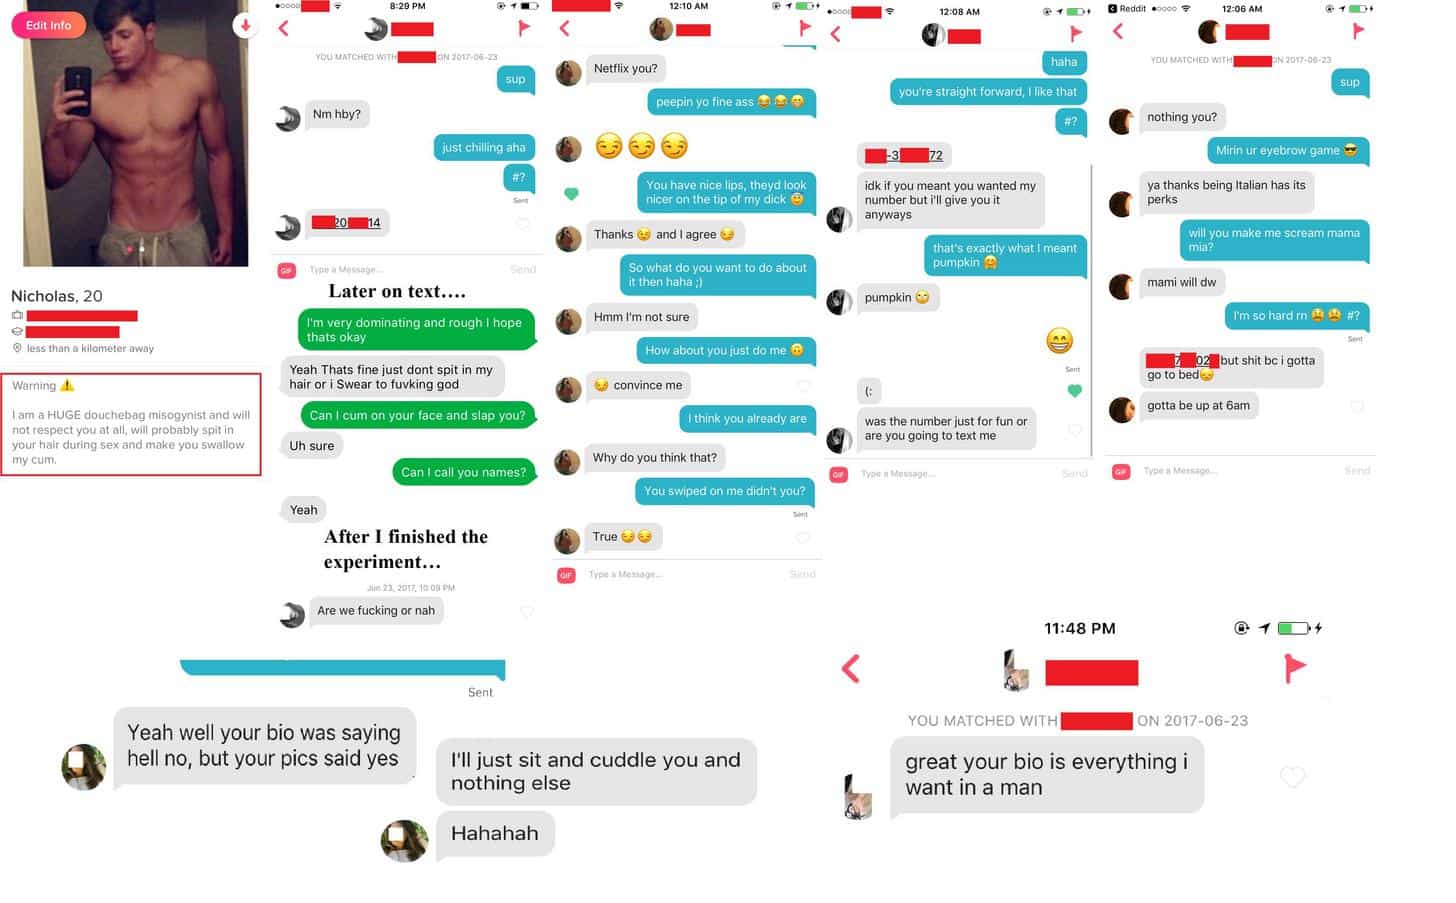 Edit Info
Nicholas, 20
less than a kilometer away
Warning ⚠️
I am a HUGE douchebag misogynist and will
not respect you at all, will probably spit in
your hair during sex and make you swallow
my cum.
8:29 PM
YOU MATCHED WITH ON 2017-06-23
sup
Nm hby?
just chilling aha
#?
Sent
20 14
GIF Type a Message... Send
Later on text....
I'm very dominating and rough I hope
thats okay
Yeah Thats fine just dont spit in my
hair or i Swear to fuvking god
Can I cum on your face and slap you?
Uh sure
Can I call you names?
Yeah
After I finished the
experiment...
Jun 23, 2017, 10:09 PM
Are we fucking or nah
12:10 AM
Netflix you?
peepin yo fine ass 😂😂😁
😏😏😏
You have nice lips, theyd look
nicer on the tip of my dick 😇
Thanks 😉 and I agree 😏
So what do you want to do about
it then haha ;)
Hmm I'm not sure
How about you just do me 🙃
😏 convince me
I think you already are
Why do you think that?
You swiped on me didn't you?
Sent
True 😏😏
GIF Type a Message... Send
12:08 AM
haha
you're straight forward, I like that
#?
-3 72
idk if you meant you wanted my
number but i'll give you it
anyways
that's exactly what I meant
pumpkin 🤗
pumpkin 🙄
😁
Sent
(:
was the number just for fun or
are you going to text me
GIF Type a Message... Send
Reddit 12:06 AM
YOU MATCHED WITH ON 2017-06-23
sup
nothing you?
Mirin ur eyebrow game 😎
ya thanks being Italian has its
perks
will you make me scream mama
mia?
mami will dw
I'm so hard rn 😩😩 #?
Sent
7 02 but shit bc i gotta
go to bed😞
gotta be up at 6am
GIF Type a Message... Send
Sent
Yeah well your bio was saying
hell no, but your pics said yes
I'll just sit and cuddle you and
nothing else
Hahahah
11:48 PM
YOU MATCHED WITH ON 2017-06-23
great your bio is everything i
want in a man